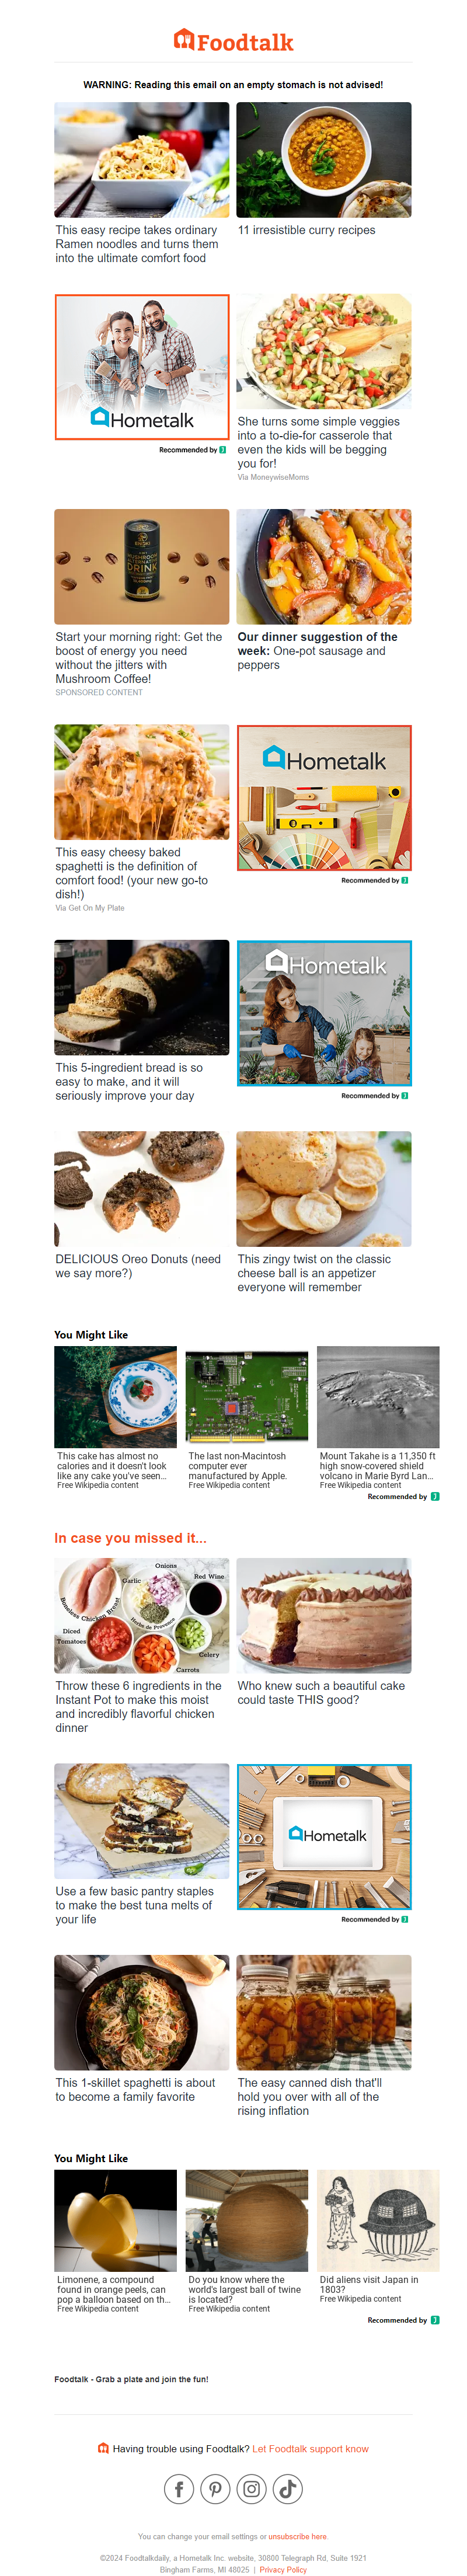 Foodtalk
WARNING: Reading this email on an empty stomach is not advised!
This easy recipe takes ordinary
Ramen noodles and turns them
into the ultimate comfort food
11 irresistible curry recipes
Hometalk
Recommended by
She turns some simple veggies
into a to-die-for casserole that
even the kids will be begging
you for!
Via MoneywiseMoms
MUSHROOM
DRINK
Start your morning right: Get the
boost of energy you need
without the jitters with
Mushroom Coffee!
SPONSORED CONTENT
Our dinner suggestion of the
week: One-pot sausage and
peppers
This easy cheesy baked
spaghetti is the definition of
comfort food! (your new go-to
dish!)
Via Get On My Plate
Hometalk
Recommended by
This 5-ingredient bread is so
easy to make, and it will
seriously improve your day
Hometalk
Recommended by
DELICIOUS Oreo Donuts (need
we say more?)
This zingy twist on the classic
cheese ball is an appetizer
everyone will remember
You Might Like
This cake has almost no
calories and it doesn't look
like any cake you've seen...
Free Wikipedia content
The last non-Macintosh
computer ever
manufactured by Apple.
Free Wikipedia content
Mount Takahe is a 11,350 ft
high snow-covered shield
volcano in Marie Byrd Lan...
Free Wikipedia content
Recommended by
In case you missed it...
Onions
Garlic
Red Wine
Boneless Chicken Breast
Herbs de Provence
Diced
Tomatoes
Celery
Carrots
Throw these 6 ingredients in the
Instant Pot to make this moist
and incredibly flavorful chicken
dinner
Who knew such a beautiful cake
could taste THIS good?
Use a few basic pantry staples
to make the best tuna melts of
your life
Hometalk
Recommended by
This 1-skillet spaghetti is about
to become a family favorite
The easy canned dish that'll
hold you over with all of the
rising inflation
You Might Like
Limonene, a compound
found in orange peels, can
pop a balloon based on th...
Free Wikipedia content
Do you know where the
world's largest ball of twine
is located?
Free Wikipedia content
Did aliens visit Japan in
1803?
Free Wikipedia content
Recommended by
Foodtalk - Grab a plate and join the fun!
Having trouble using Foodtalk? Let Foodtalk support know
You can change your email settings or unsubscribe here
©2024 Foodtalkdaily, a Hometalk Inc. website, 30800 Telegraph Rd, Suite 1921
Bingham Farms, MI 48025 | Privacy Policy